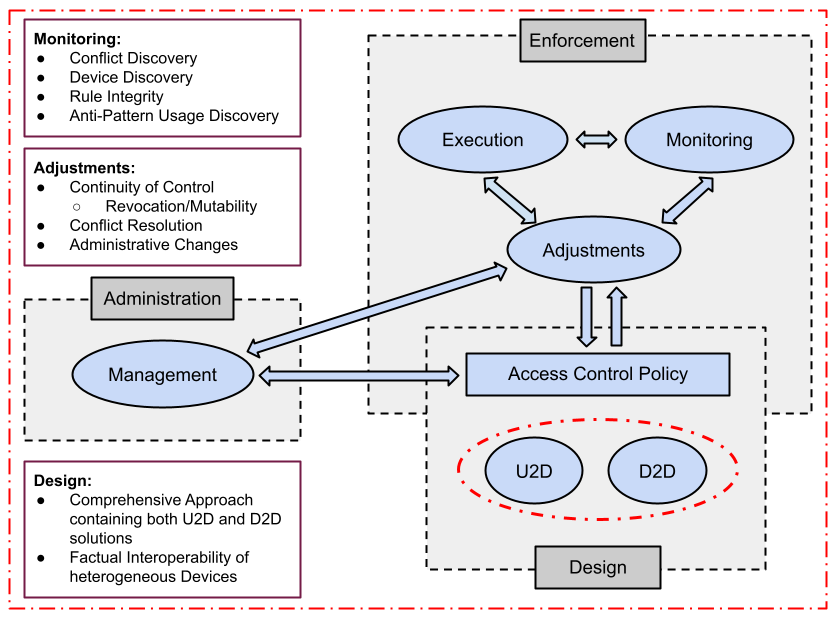 Monitoring:
● Conflict Discovery
● Device Discovery
● Rule Integrity
● Anti-Pattern Usage Discovery
Adjustments:
● Continuity of Control
○ Revocation/Mutability
● Conflict Resolution
● Administrative Changes
Enforcement
Execution
Monitoring
Adjustments
Administration
Management
Access Control Policy
U2D
D2D
Design
Design:
● Comprehensive Approach
containing both U2D and D2D
solutions
● Factual Interoperability of
heterogeneous Devices